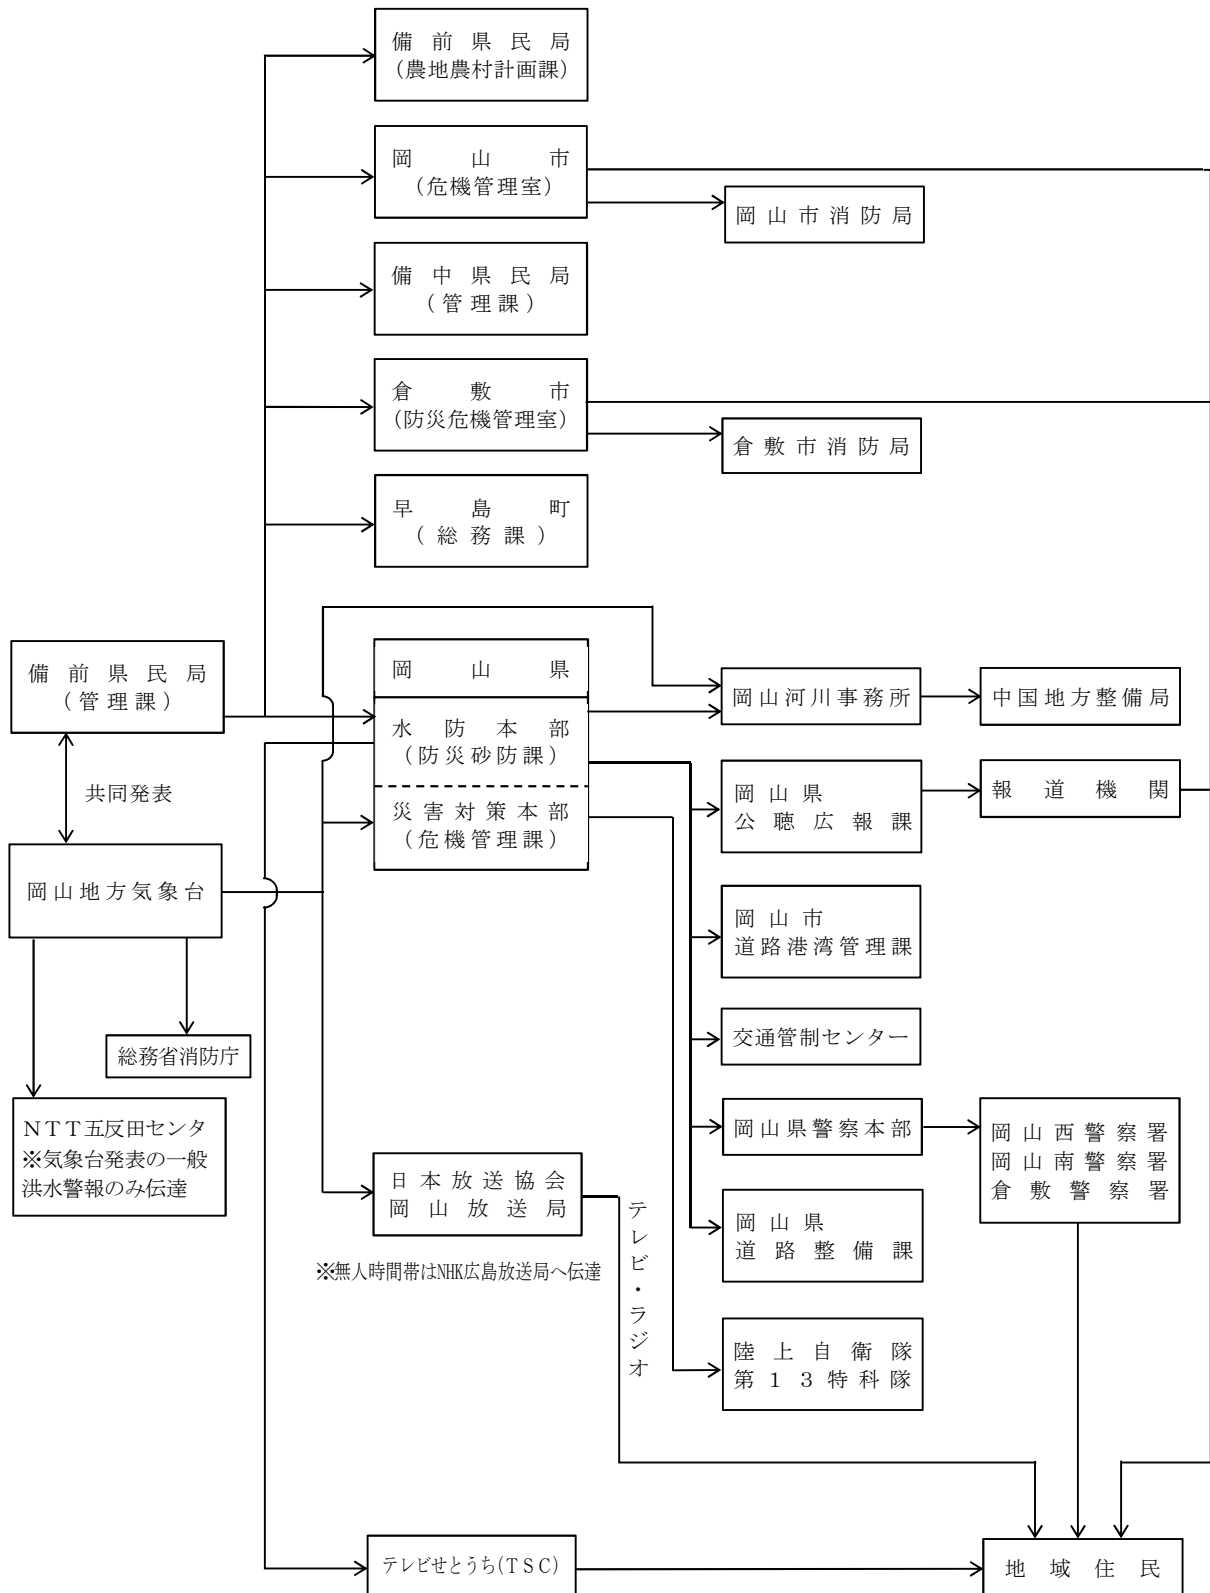 備前県民局
(農地農村計画課)
岡山市
(危機管理室)
岡山市消防局
備中県民局
(管理課)
倉敷市
(防災危機管理室)
倉敷市消防局
早島町
(総務課)
備前県民局
(管理課)
岡山県
水防本部
(防災砂防課)
災害対策本部
(危機管理課)
岡山河川事務所
中国地方整備局
共同発表
岡山県
公聴広報課
報道機関
岡山地方気象台
岡山市
道路港湾管理課
総務省消防庁
交通管制センター
NTT五反田センタ
※気象台発表の一般
洪水警報のみ伝達
岡山県警察本部
岡山西警察署
岡山南警察署
倉敷警察署
日本放送協会
岡山放送局
※無人時間帯はNHK広島放送局へ伝達
テレビ・ラジオ
岡山県
道路整備課
陸上自衛隊
第13特科隊
テレビせとうち(TSC)
地域住民